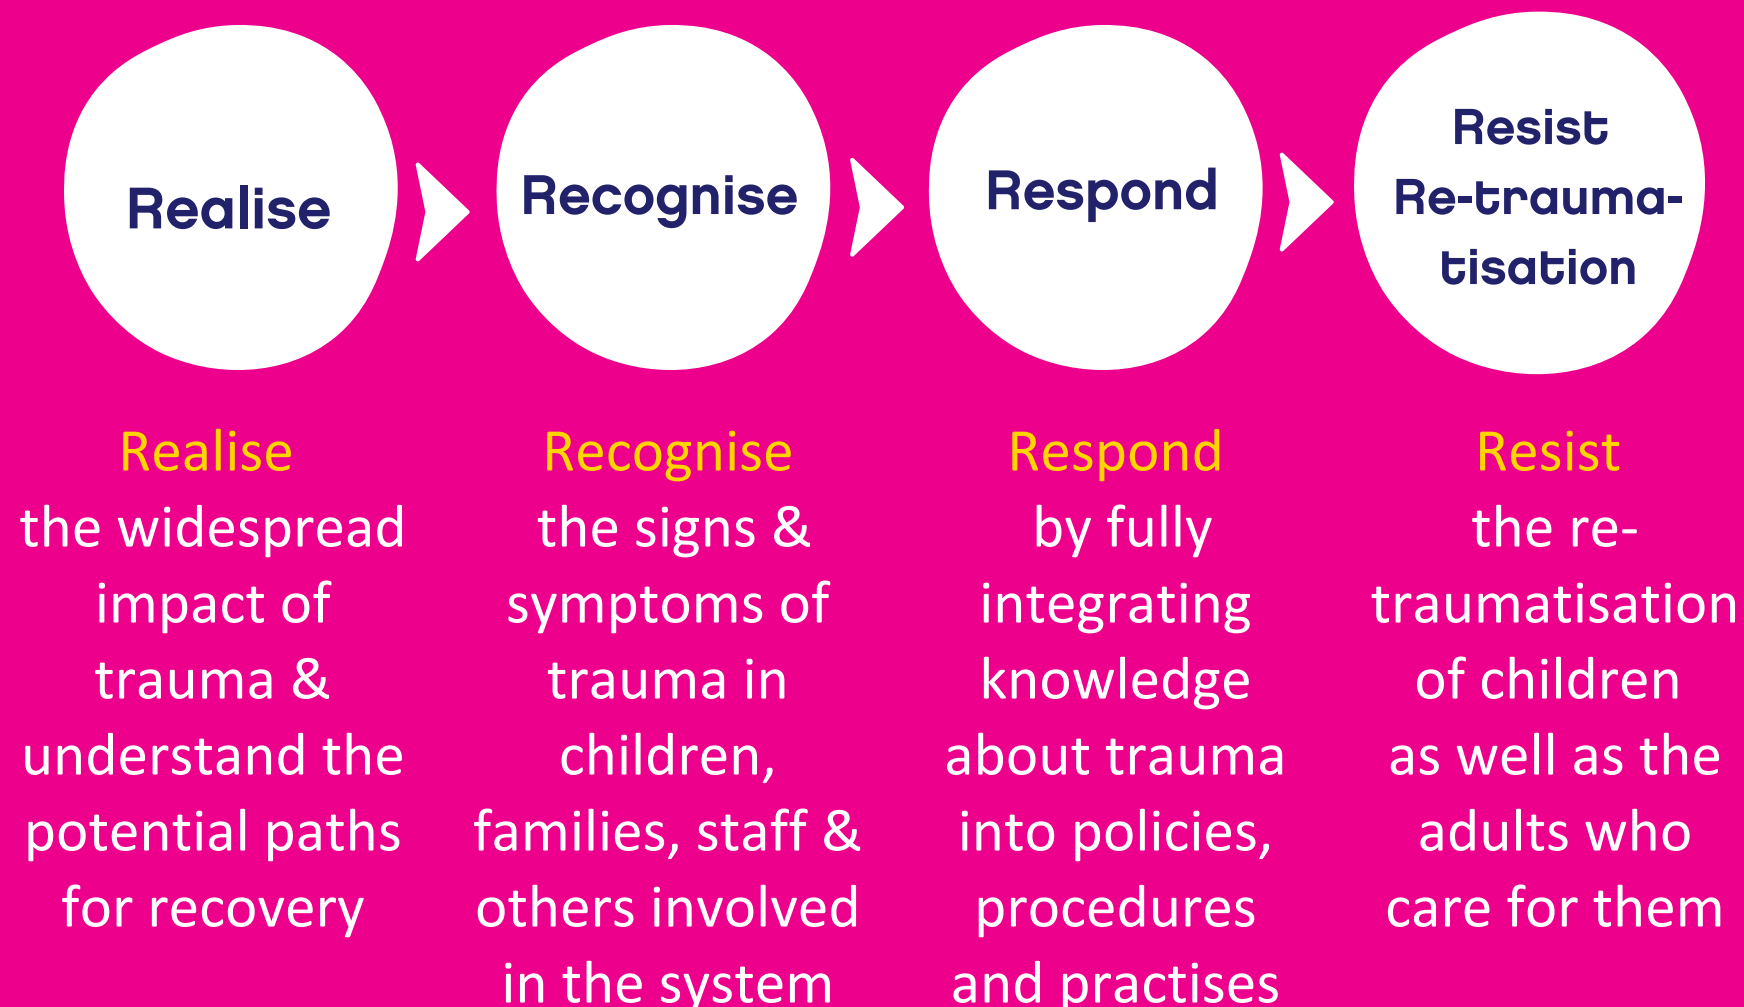 Realise
Recognise
Respond
Resist
Re-trauma-
tisation
Realise
the widespread
impact of
trauma &
understand the
potential paths
for recovery
Recognise
the signs &
symptoms of
trauma in
children,
families, staff &
others involved
in the system
Respond
by fully
integrating
knowledge
about trauma
into policies,
procedures
and practises
Resist
the re-
traumatisation
of children
as well as the
adults who
care for them